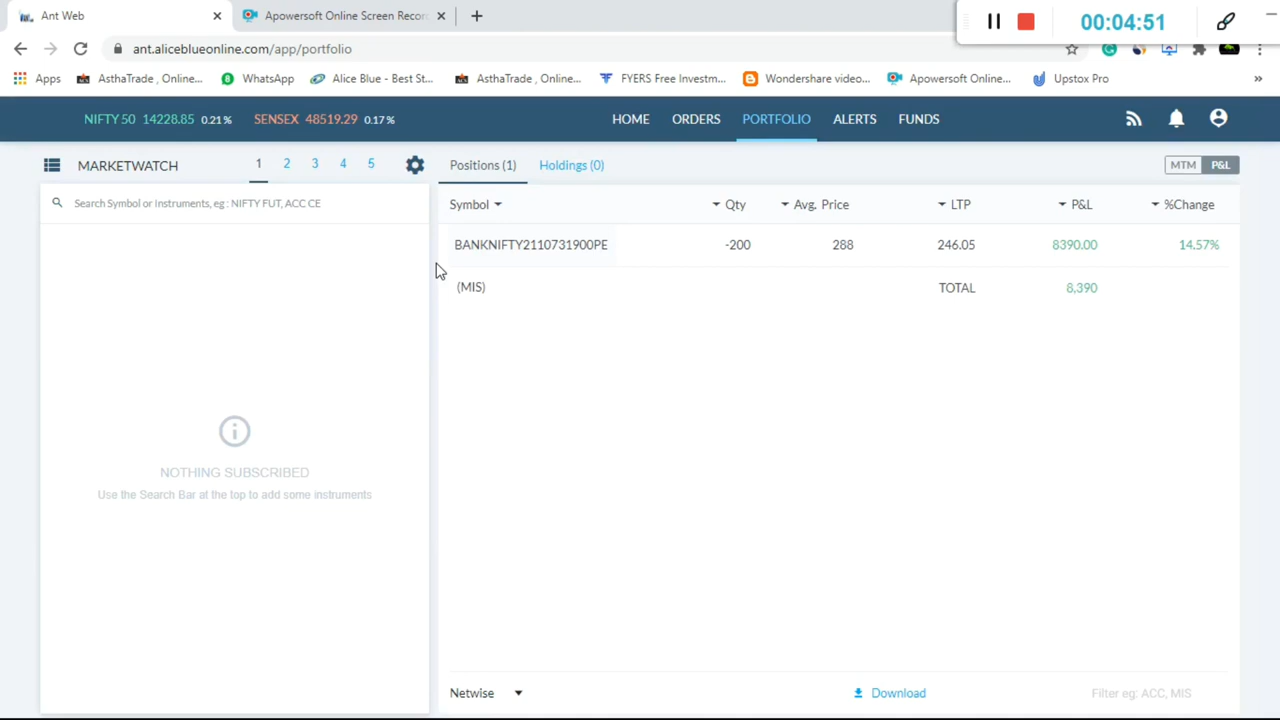 Ant Web
Apowersoft Online Screen Recor
00:04:51
ant.aliceblueonline.com/app/portfolio
Apps
AsthaTrade , Online...
WhatsApp
Alice Blue - Best St...
AsthaTrade , Online...
FYERS Free Investm...
Wondershare video...
Apowersoft Online...
Upstox Pro
»
NIFTY 50 14228.85 0.21 %
SENSEX 48519.29 0.17 %
HOME
ORDERS
PORTFOLIO
ALERTS
FUNDS
MARKETWATCH
1 2 3 4 5
Positions (1)
Holdings (0)
MTM P&L
Search Symbol or Instruments, eg : NIFTY FUT, ACC CE
Symbol Qty Avg. Price LTP P&L %Change
BANKNIFTY2110731900PE -200 288 246.05 8390.00 14.57%
(MIS) TOTAL 8,390
NOTHING SUBSCRIBED
Use the Search Bar at the top to add some instruments
Netwise
Download
Filter eg: ACC, MIS